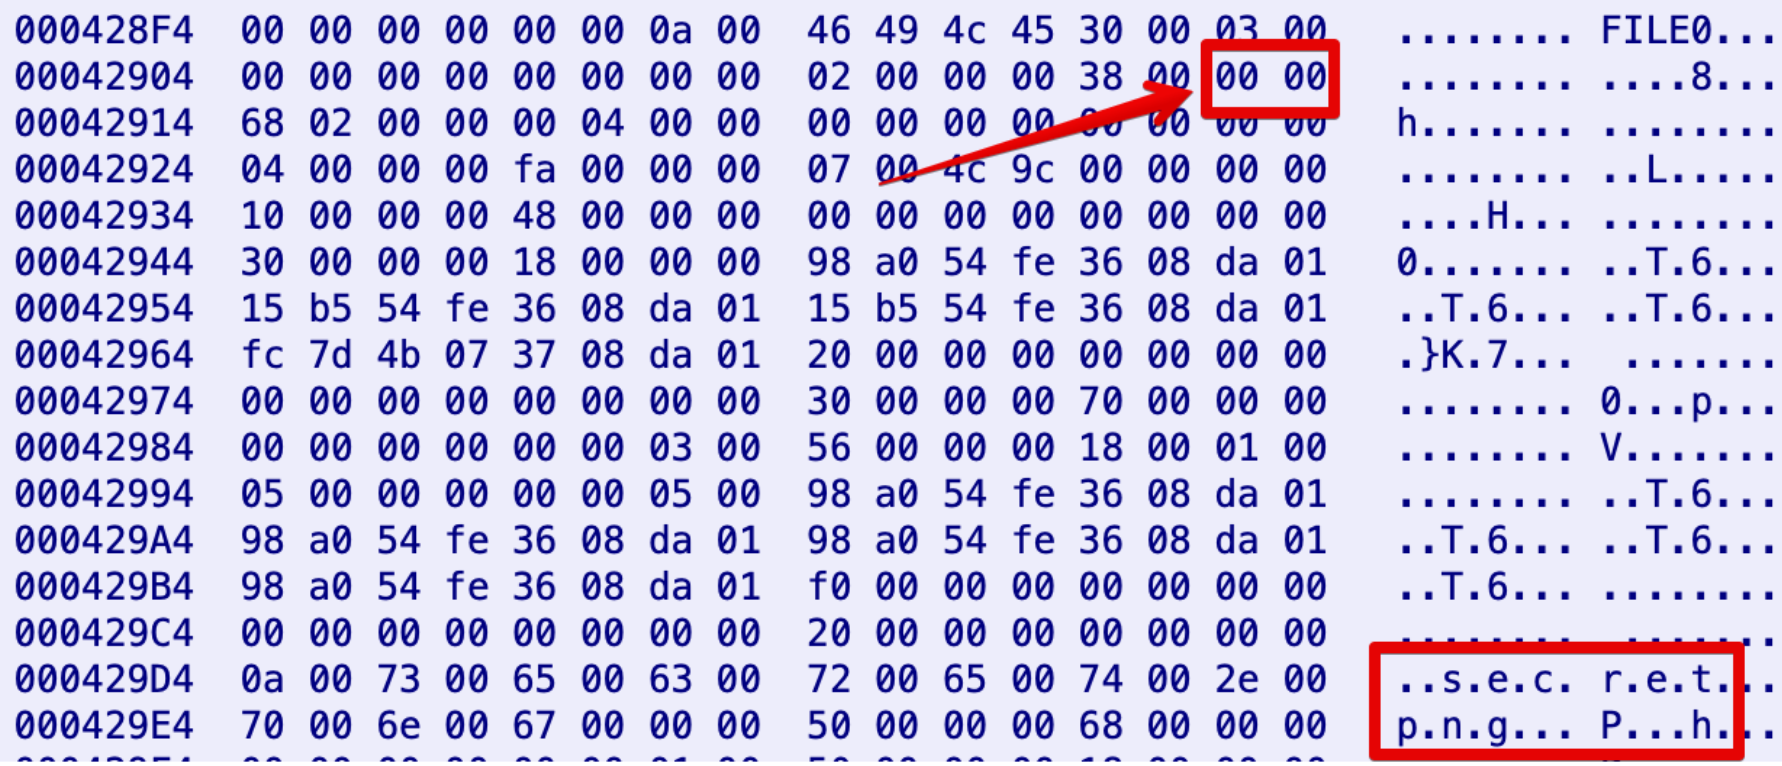 000428F4 00 00 00 00 00 00 0a 00 46 49 4c 45 30 00 03 00 ........ FILE0...
00042904 00 00 00 00 00 00 00 00 02 00 00 00 38 00 00 00 ........ ....8...
00042914 68 02 00 00 00 04 00 00 00 00 00 00 00 00 00 00 h....... ........
00042924 04 00 00 00 fa 00 00 00 07 00 4c 9c 00 00 00 00 ........ ..L.....
00042934 10 00 00 00 48 00 00 00 00 00 00 00 00 00 00 00 ....H... ........
00042944 30 00 00 00 18 00 00 00 98 a0 54 fe 36 08 da 01 0....... ..T.6...
00042954 15 b5 54 fe 36 08 da 01 15 b5 54 fe 36 08 da 01 ..T.6... ..T.6...
00042964 fc 7d 4b 07 37 08 da 01 20 00 00 00 00 00 00 00 .}K.7...  .......
00042974 00 00 00 00 00 00 00 00 30 00 00 00 70 00 00 00 ........ 0...p...
00042984 00 00 00 00 00 00 03 00 56 00 00 00 18 00 01 00 ........ V.......
00042994 05 00 00 00 00 00 05 00 98 a0 54 fe 36 08 da 01 ........ ..T.6...
000429A4 98 a0 54 fe 36 08 da 01 98 a0 54 fe 36 08 da 01 ..T.6... ..T.6...
000429B4 98 a0 54 fe 36 08 da 01 f0 00 00 00 00 00 00 00 ..T.6... ........
000429C4 00 00 00 00 00 00 00 00 20 00 00 00 00 00 00 00 ........  .......
000429D4 0a 00 73 00 65 00 63 00 72 00 65 00 74 00 2e 00 ..s.e.c. r.e.t...
000429E4 70 00 6e 00 67 00 00 00 50 00 00 00 68 00 00 00 p.n.g... P...h...